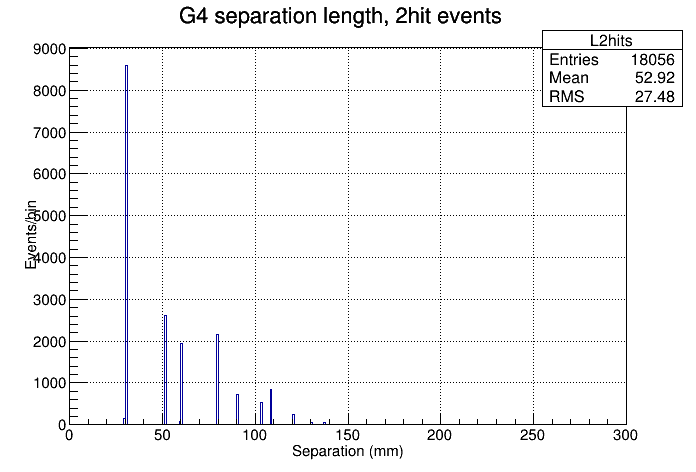 G4 separation length, 2hit events
L2hits
Entries 18056
Mean 52.92
RMS 27.48
Events/bin
9000
8000
7000
6000
5000
4000
3000
2000
1000
0
0 50 100 150 200 250 300
Separation (mm)